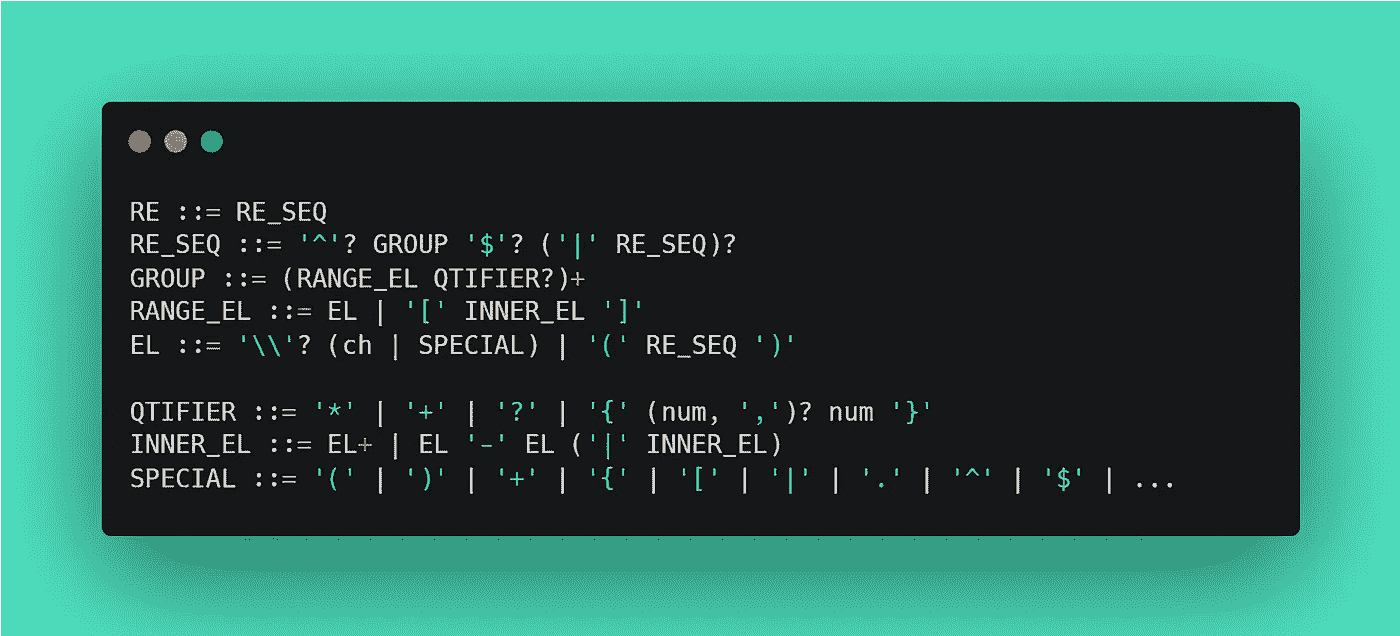 RE ::= RE_SEQ
RE_SEQ ::= '^'? GROUP '$'? ('|' RE_SEQ)?
GROUP ::= (RANGE_EL QTIFIER?)+
RANGE_EL ::= EL | '[' INNER_EL ']'
EL ::= '\\'? (ch | SPECIAL) | '(' RE_SEQ ')'
QTIFIER ::= '*' | '+' | '?' | '{' (num, ',')? num '}'
INNER_EL ::= EL+ | EL '-' EL ('|' INNER_EL)
SPECIAL ::= '(' | ')' | '+' | '{' | '[' | '|' | '.' | '^' | '$' | ...